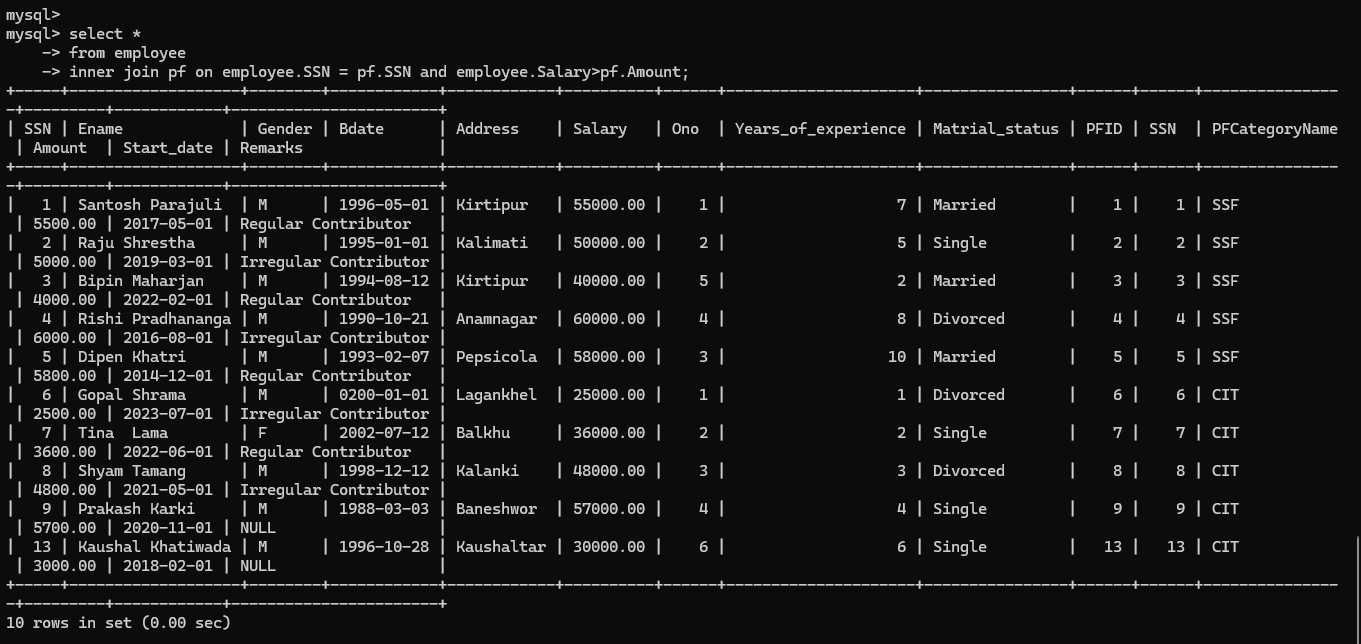 mysql>
mysql> select *
    -> from employee
    -> inner join pf on employee.SSN = pf.SSN and employee.Salary>pf.Amount;
+-----+------------------+--------+------------+------------+----------+------+---------------------+----------------+------+------+---------------
-+---------+------------+-----------------------+
| SSN | Ename             | Gender | Bdate      | Address    | Salary   | Ono  | Years_of_experience | Matrial_status | PFID | SSN  | PFCategoryName
 | Amount  | Start_date | Remarks               |
+-----+------------------+--------+------------+------------+----------+------+---------------------+----------------+------+------+---------------
-+---------+------------+-----------------------+
|   1 | Santosh Parajuli  | M      | 1996-05-01 | Kirtipur   | 55000.00 |    1 |                   7 | Married        |    1 |    1 | SSF
 | 5500.00 | 2017-05-01 | Regular Contributor   |
|   2 | Raju Shrestha     | M      | 1995-01-01 | Kalimati   | 50000.00 |    2 |                   5 | Single         |    2 |    2 | SSF
 | 5000.00 | 2019-03-01 | Irregular Contributor |
|   3 | Bipin Maharjan    | M      | 1994-08-12 | Kirtipur   | 40000.00 |    5 |                   2 | Married        |    3 |    3 | SSF
 | 4000.00 | 2022-02-01 | Regular Contributor   |
|   4 | Rishi Pradhananga | M      | 1990-10-21 | Anamnagar  | 60000.00 |    4 |                   8 | Divorced       |    4 |    4 | SSF
 | 6000.00 | 2016-08-01 | Irregular Contributor |
|   5 | Dipen Khatri      | M      | 1993-02-07 | Pepsicola  | 58000.00 |    3 |                  10 | Married        |    5 |    5 | SSF
 | 5800.00 | 2014-12-01 | Regular Contributor   |
|   6 | Gopal Shrama      | M      | 0200-01-01 | Lagankhel  | 25000.00 |    1 |                   1 | Divorced       |    6 |    6 | CIT
 | 2500.00 | 2023-07-01 | Irregular Contributor |
|   7 | Tina  Lama        | F      | 2002-07-12 | Balkhu     | 36000.00 |    2 |                   2 | Single         |    7 |    7 | CIT
 | 3600.00 | 2022-06-01 | Regular Contributor   |
|   8 | Shyam Tamang      | M      | 1998-12-12 | Kalanki    | 48000.00 |    3 |                   3 | Divorced       |    8 |    8 | CIT
 | 4800.00 | 2021-05-01 | Irregular Contributor |
|   9 | Prakash Karki     | M      | 1988-03-03 | Baneshwor  | 57000.00 |    4 |                   4 | Single         |    9 |    9 | CIT
 | 5700.00 | 2020-11-01 | NULL                  |
|  13 | Kaushal Khatiwada | M      | 1996-10-28 | Kaushaltar | 30000.00 |    6 |                   6 | Single         |   13 |   13 | CIT
 | 3000.00 | 2018-02-01 | NULL                  |
+-----+------------------+--------+------------+------------+----------+------+---------------------+----------------+------+------+---------------
-+---------+------------+-----------------------+
10 rows in set (0.00 sec)